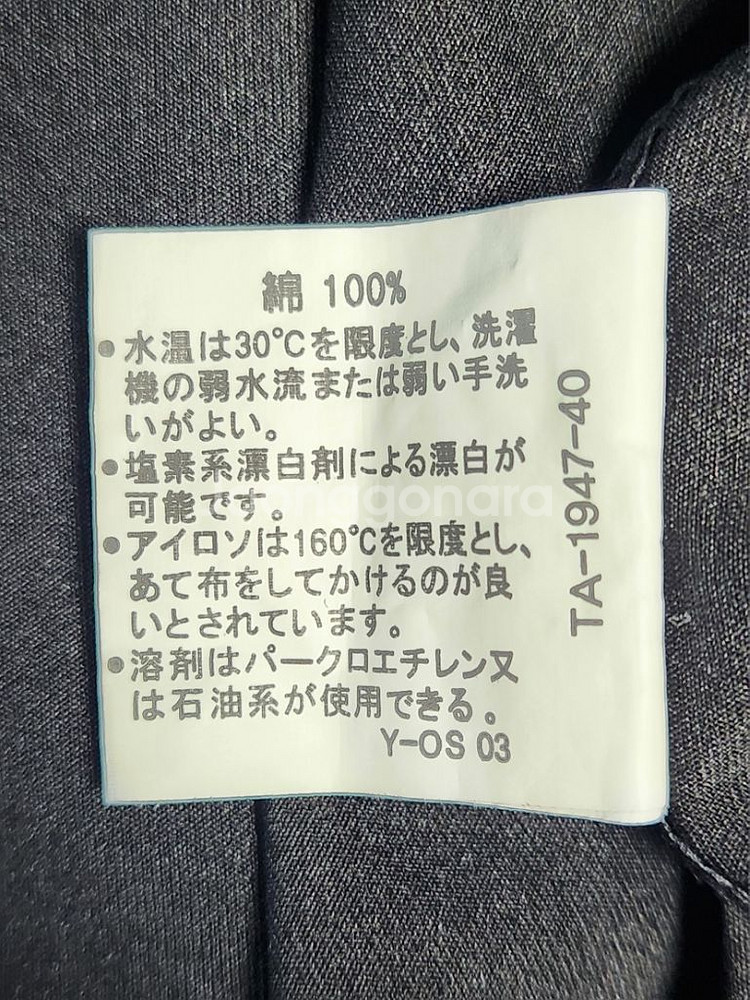 綿 100%
●水温は30℃を限度とし、洗濯
機の弱水流または弱い手洗
いがよい。
●塩素系漂白剤による漂白が
可能です。
●アイロンは160℃を限度とし、
あて布をしてかけるのが良
いとされています。
●溶剤はパークロエチレン又
は石油系が使用できる。
Y-OS 03
TA-1947-40